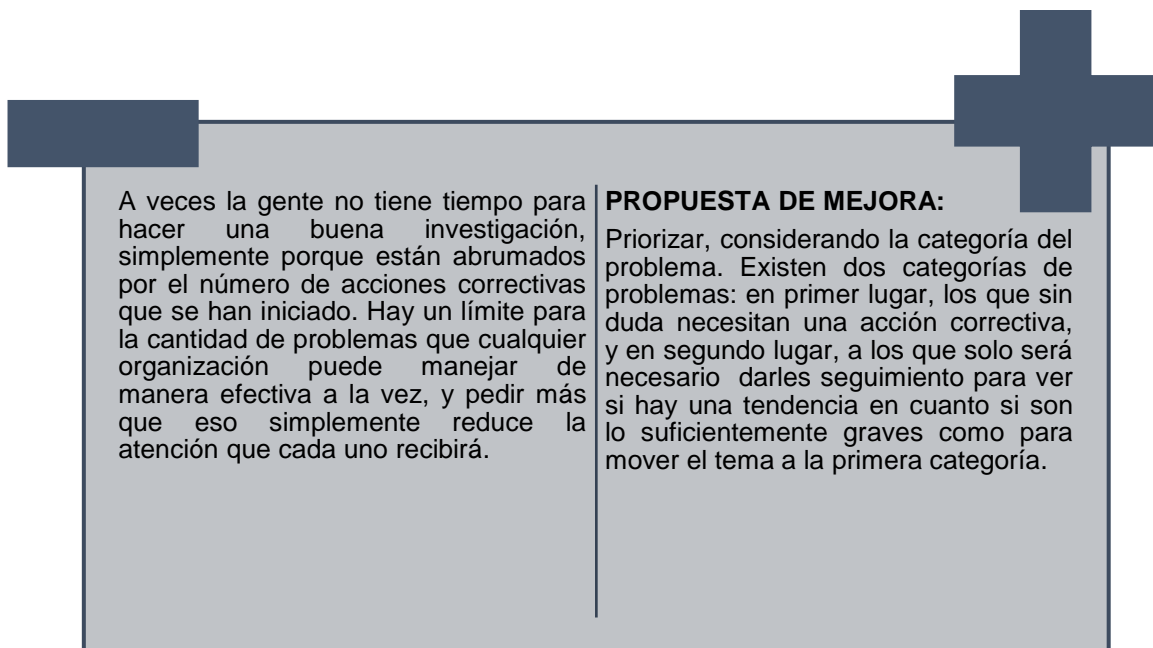 A veces la gente no tiene tiempo para
hacer una buena investigación,
simplemente porque están abrumados
por el número de acciones correctivas
que se han iniciado. Hay un límite para
la cantidad de problemas que cualquier
organización puede manejar de
manera efectiva a la vez, y pedir más
que eso simplemente reduce la
atención que cada uno recibirá.
PROPUESTA DE MEJORA:
Priorizar, considerando la categoría del
problema. Existen dos categorías de
problemas: en primer lugar, los que sin
duda necesitan una acción correctiva,
y en segundo lugar, a los que solo será
necesario darles seguimiento para ver
si hay una tendencia en cuanto si son
lo suficientemente graves como para
mover el tema a la primera categoría.